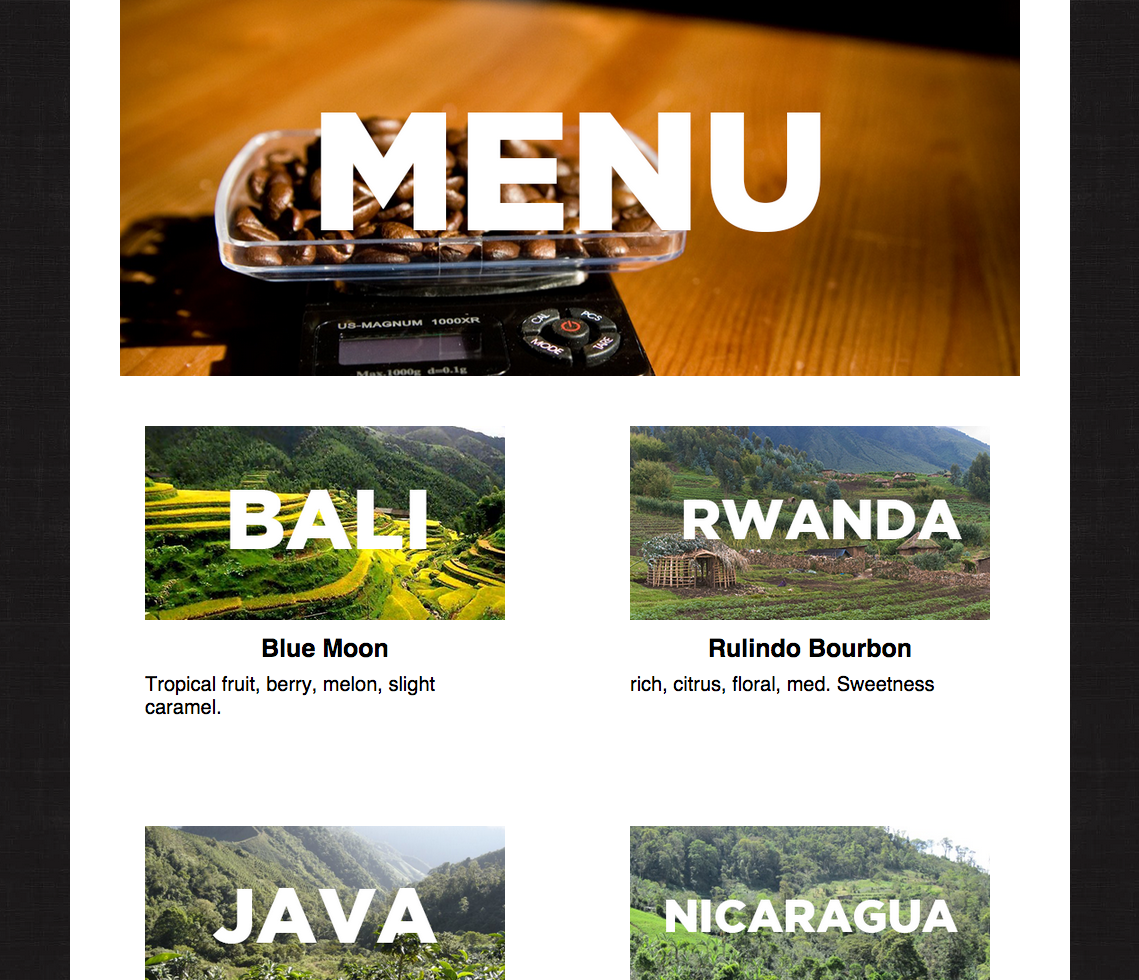 MENU
US-MAGNUM 1000XR
CAL
PCS
MODE
TARE
Max.1000g d=0.1g
BALI
RWANDA
Blue Moon
Rulindo Bourbon
Tropical fruit, berry, melon, slight
caramel.
rich, citrus, floral, med. Sweetness
JAVA
NICARAGUA